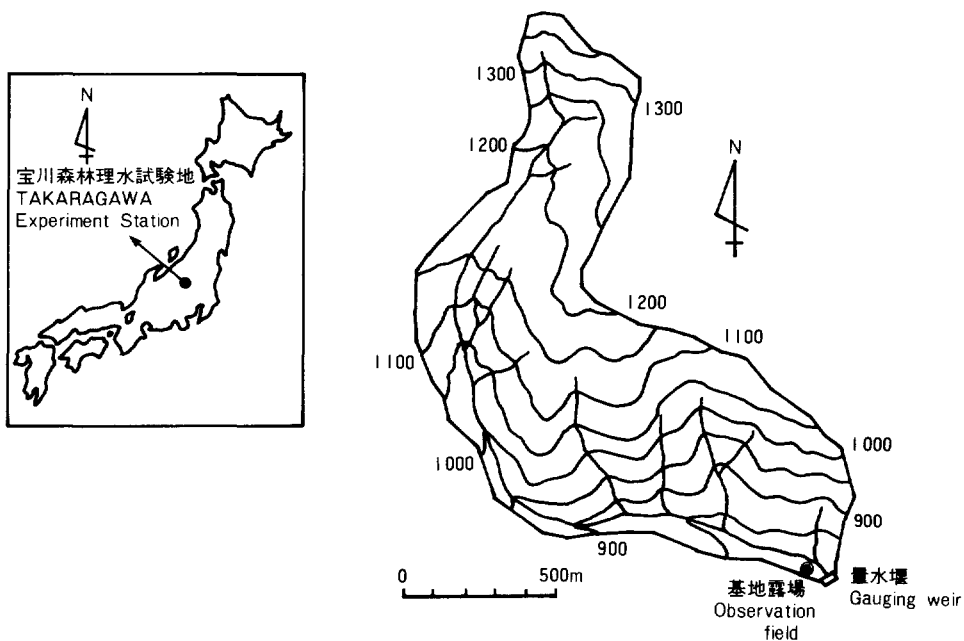 N
宝川森林理水試験地
TAKARAGAWA
Experiment Station
1300
1300
1200
N
1200
1100
1100
1000
1000
900
900
0 500m
基地露場
Observation
field
量水堰
Gauging weir